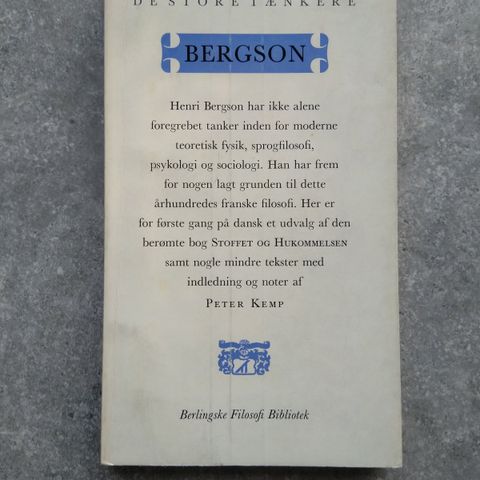 DE STORE TÆNKERE
BERGSON
Henri Bergson har ikke alene
foregrebet tanker inden for moderne
teoretisk fysik, sprogfilosofi,
psykologi og sociologi. Han har frem
for nogen lagt grunden til dette
århundredes franske filosofi. Her er
for første gang på dansk et udvalg af den
berømte bog STOFFET OG HUKOMMELSEN
samt nogle mindre tekster med
indledning og noter af
PETER KEMP
Berlingske Filosofi Bibliotek